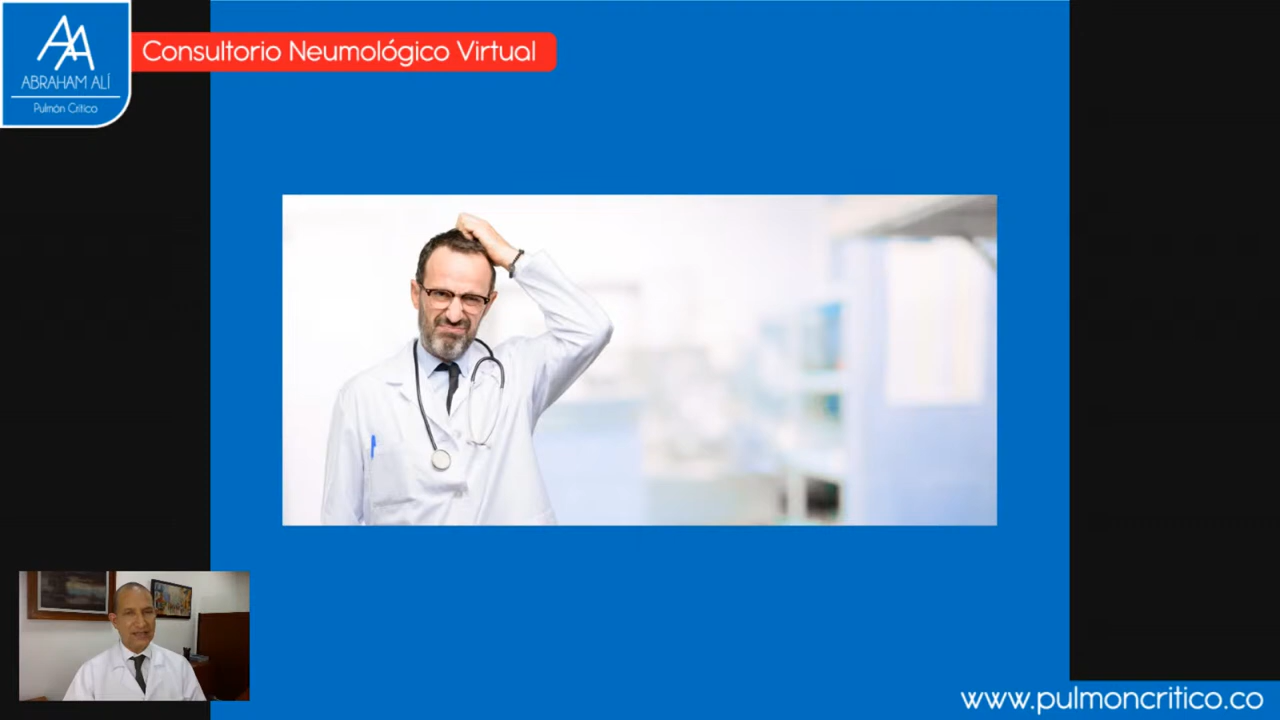 AA
ABRAHAM ALÍ
Pulmón Crítico
Consultorio Neumológico Virtual
www.pulmoncritico.co